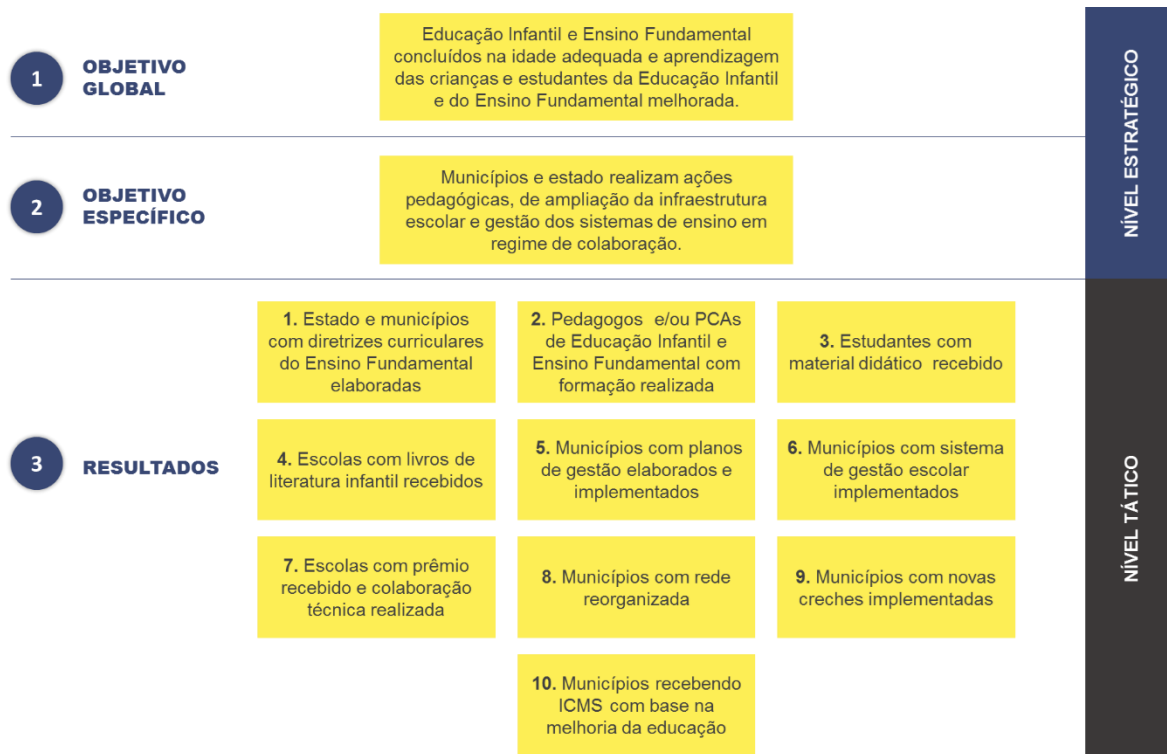 1
OBJETIVO
GLOBAL
Educação Infantil e Ensino Fundamental
concluídos na idade adequada e aprendizagem
das crianças e estudantes da Educação Infantil
e do Ensino Fundamental melhorada.
2
OBJETIVO
ESPECÍFICO
Municípios e estado realizam ações
pedagógicas, de ampliação da infraestrutura
escolar e gestão dos sistemas de ensino em
regime de colaboração.
NÍVEL ESTRATÉGICO
3
RESULTADOS
1. Estado e municípios
com diretrizes curriculares
do Ensino Fundamental
elaboradas
2. Pedagogos e/ou PCAs
de Educação Infantil e
Ensino Fundamental com
formação realizada
3. Estudantes com
material didático recebido
4. Escolas com livros de
literatura infantil recebidos
5. Municípios com planos
de gestão elaborados e
implementados
6. Municípios com sistema
de gestão escolar
implementados
7. Escolas com prêmio
recebido e colaboração
técnica realizada
8. Municípios com rede
reorganizada
9. Municípios com novas
creches implementadas
10. Municípios recebendo
ICMS com base na
melhoria da educação
NÍVEL TÁTICO